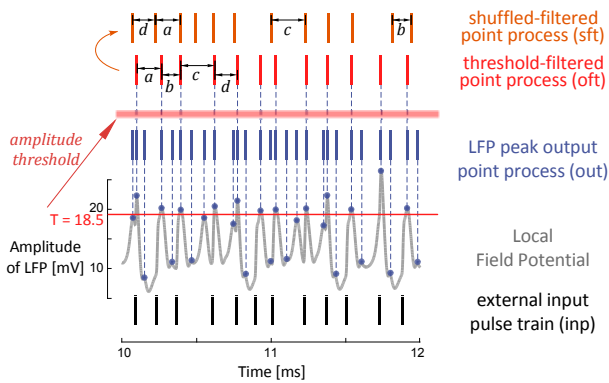 d a c b
shuffled-filtered
point process (sft)
a b c d
threshold-filtered
point process (oft)
amplitude
threshold
LFP peak output
point process (out)
20
T = 18.5
Amplitude
of LFP [mV]
10
Local
Field Potential
external input
pulse train (inp)
10 11 12
Time [ms]